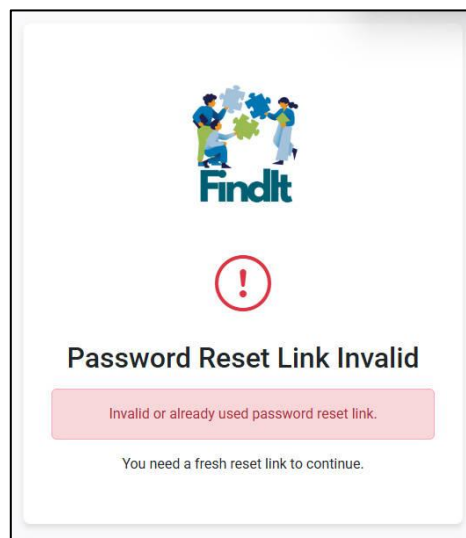 FindIt
Password Reset Link Invalid
Invalid or already used password reset link.
You need a fresh reset link to continue.